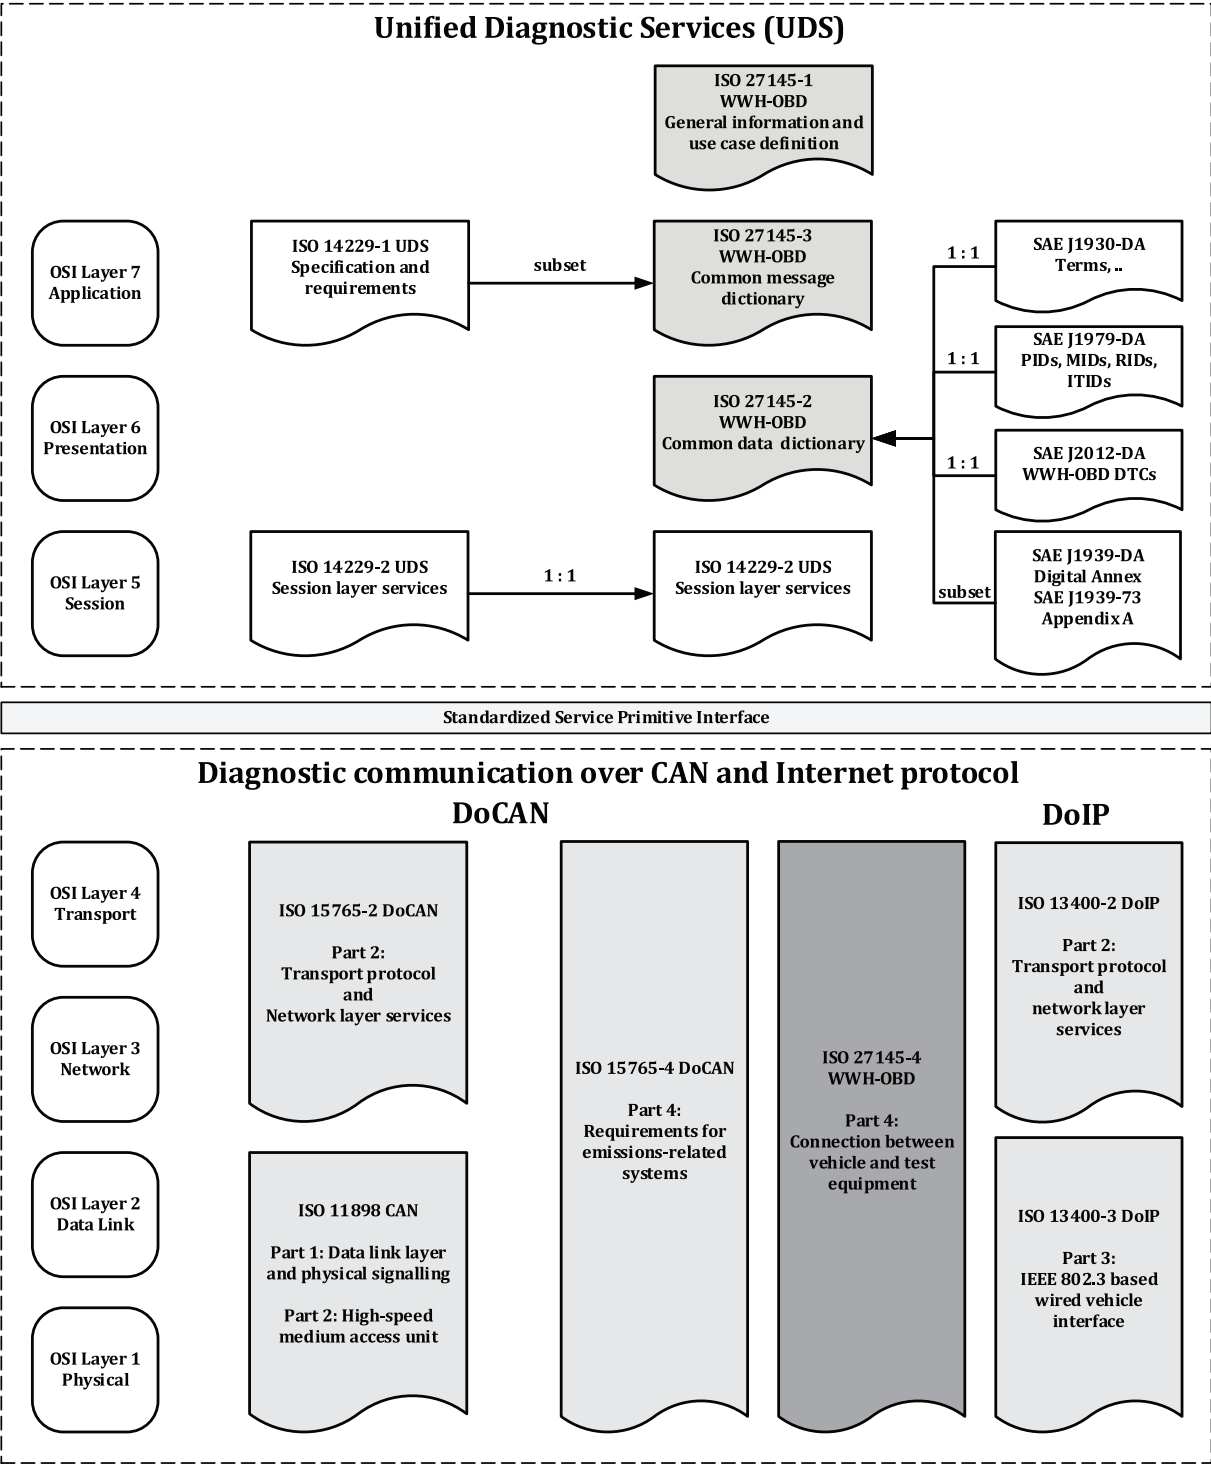 Unified Diagnostic Services (UDS)
ISO 27145-1
WWH-OBD
General information and
use case definition
OSI Layer 7
Application
ISO 14229-1 UDS
Specification and
requirements
subset
ISO 27145-3
WWH-OBD
Common message
dictionary
1 : 1
SAE J1930-DA
Terms, ..
1 : 1
SAE J1979-DA
PIDs, MIDs, RIDs,
ITIDs
OSI Layer 6
Presentation
ISO 27145-2
WWH-OBD
Common data dictionary
1 : 1
SAE J2012-DA
WWH-OBD DTCs
OSI Layer 5
Session
ISO 14229-2 UDS
Session layer services
1 : 1
ISO 14229-2 UDS
Session layer services
subset
SAE J1939-DA
Digital Annex
SAE J1939-73
Appendix A
Standardized Service Primitive Interface
Diagnostic communication over CAN and Internet protocol
DoCAN
DoIP
OSI Layer 4
Transport
OSI Layer 3
Network
ISO 15765-2 DoCAN
Part 2:
Transport protocol
and
Network layer services
ISO 15765-4 DoCAN
Part 4:
Requirements for
emissions-related
systems
ISO 27145-4
WWH-OBD
Part 4:
Connection between
vehicle and test
equipment
ISO 13400-2 DoIP
Part 2:
Transport protocol
and
network layer
services
OSI Layer 2
Data Link
OSI Layer 1
Physical
ISO 11898 CAN
Part 1: Data link layer
and physical signalling
Part 2: High-speed
medium access unit
ISO 13400-3 DoIP
Part 3:
IEEE 802.3 based
wired vehicle
interface